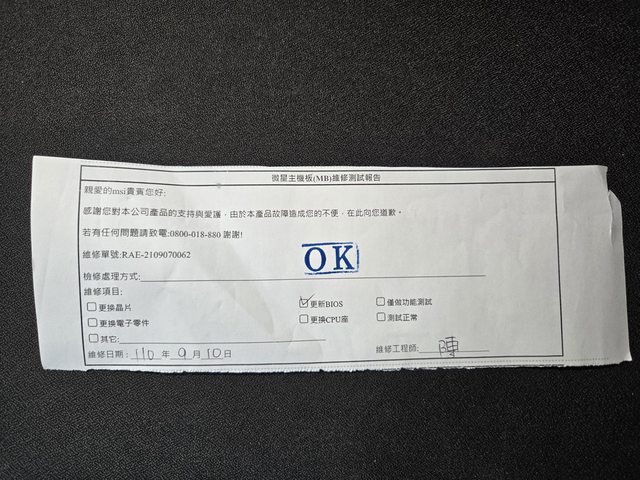 微星主機板(MB)維修測試報告
親愛的msi貴賓您好:
感謝您對本公司產品的支持與愛護，由於本產品故障造成您的不便，在此向您道歉。
若有任何問題請致電:0800-018-880 謝謝!
維修單號:RAE-2109070062
OK
檢修處理方式:
維修項目:
更換晶片 更新BIOS 僅做功能測試
更換電子零件 更換CPU座 測試正常
其它:
維修日期: 110 年 9 月 10 日 維修工程師: 陳